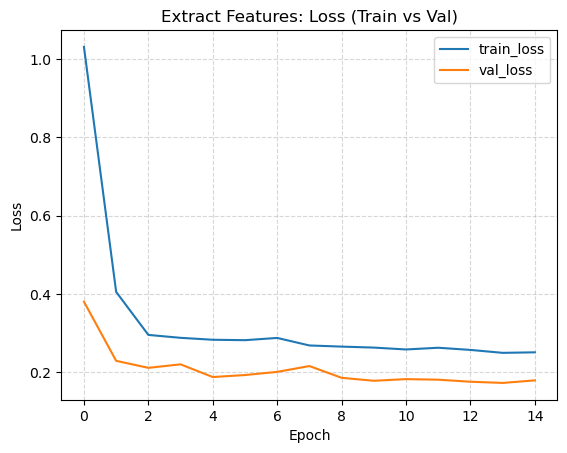 Extract Features: Loss (Train vs Val)
train_loss
val_loss
Loss
1.0
0.8
0.6
0.4
0.2
0 2 4 6 8 10 12 14
Epoch